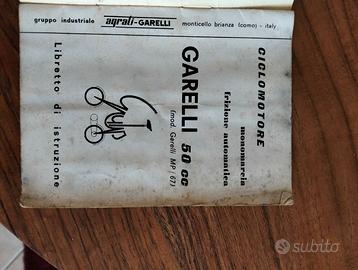 gruppo industriale agrati-GARELLI monticello brianza (como) - italy
CICLOMOTORE
monomarcia
frizione automatica
GARELLI 50 cc
(mod. Garelli MP/67)
Gulp
Libretto di istruzione
subito